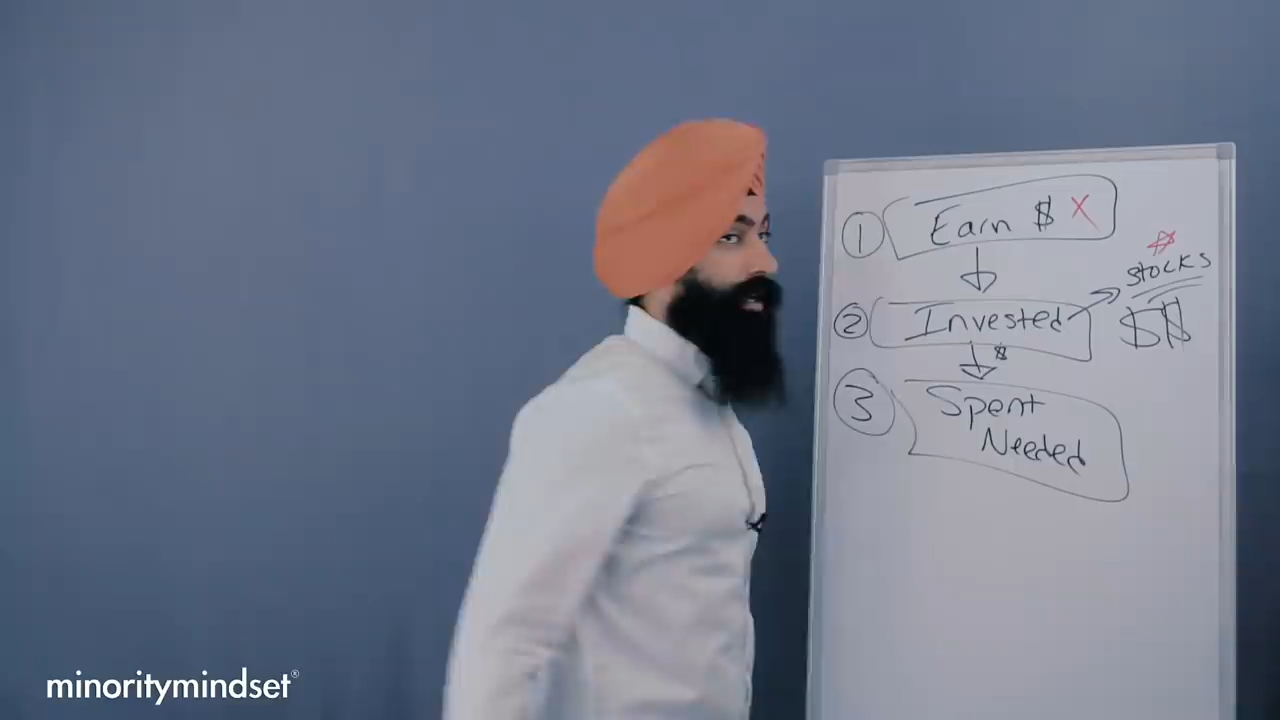 1 Earn $ X
stocks
2 Invested
$$
$
3 Spent
Needed
minoritymindset®